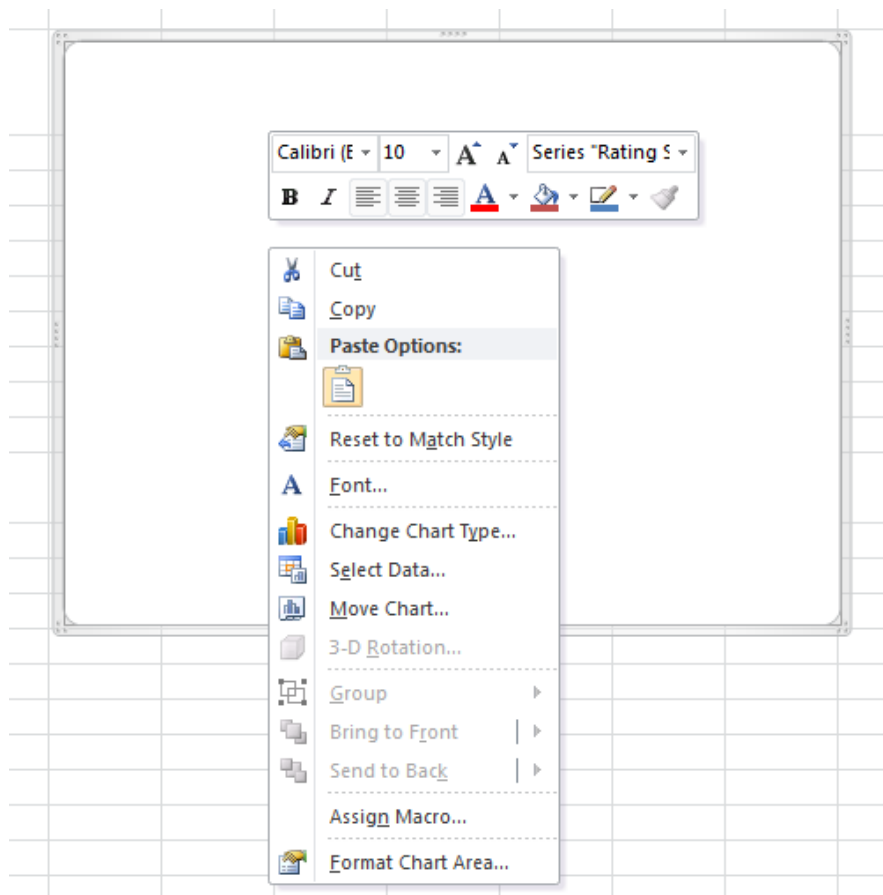 Calibri (E 10 A A Series "Rating S
B I A
Cut
Copy
Paste Options:
Reset to Match Style
A Font...
Change Chart Type...
Select Data...
Move Chart...
3-D Rotation...
Group
Bring to Front
Send to Back
Assign Macro...
Format Chart Area...